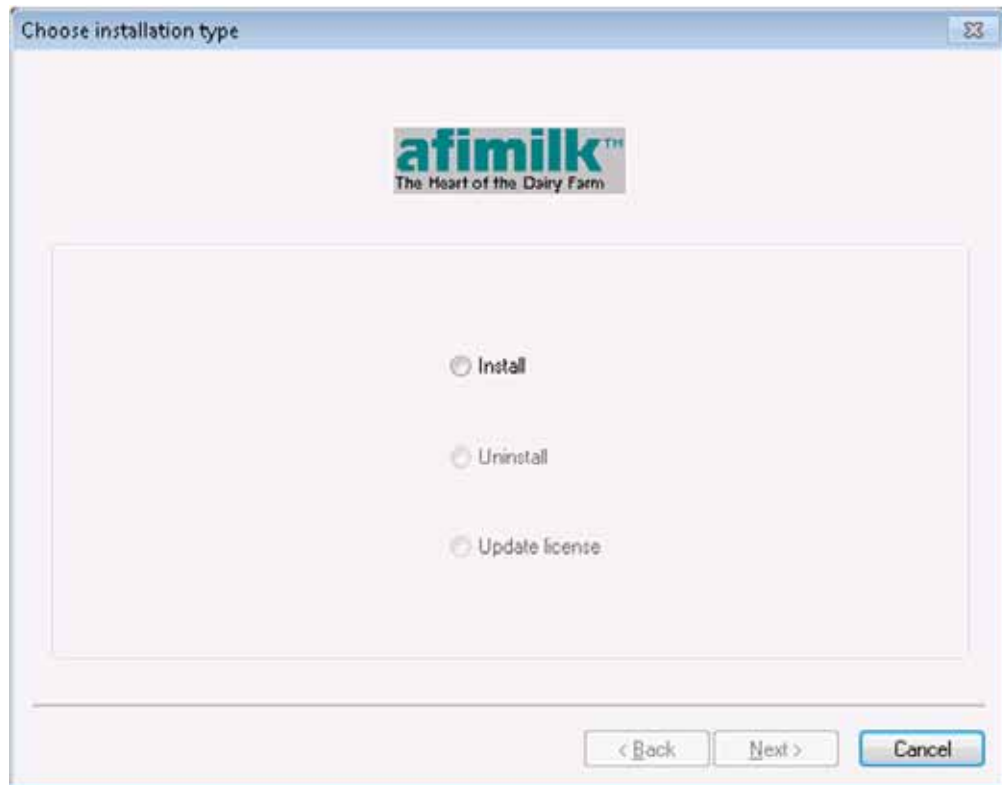 Choose installation type
afimilk™
The Heart of the Dairy Farm
Install
Uninstall
Update license
< Back Next > Cancel